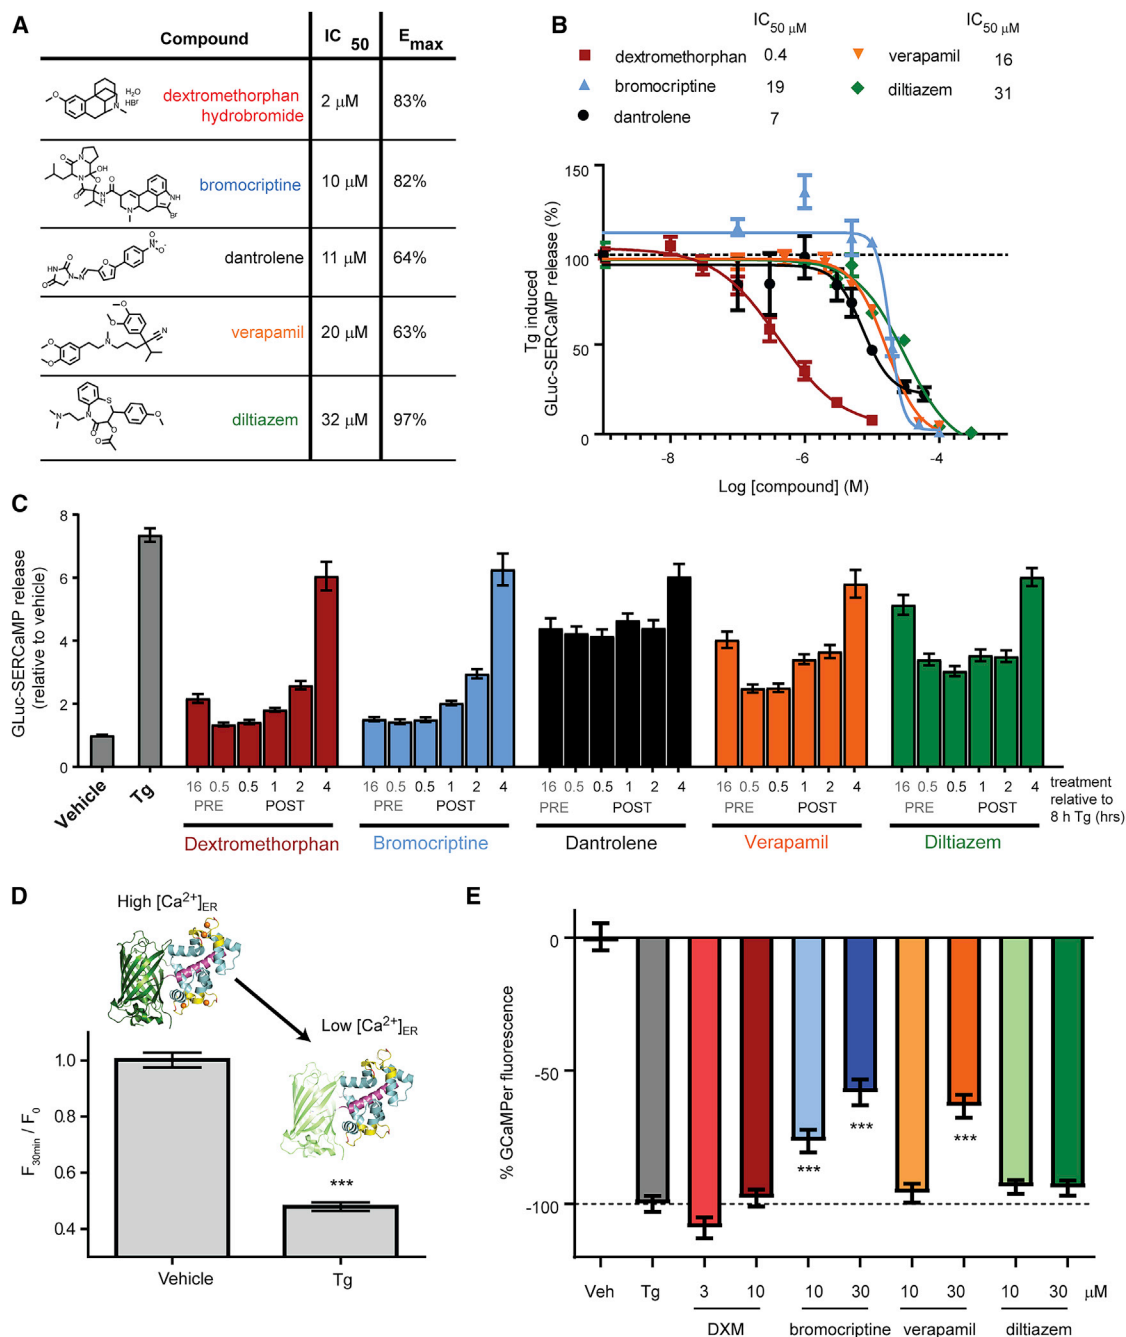 A
Compound IC 50 Emax
H2O
HBr
dextromethorphan hydrobromide 2 μM 83%
bromocriptine 10 μM 82%
dantrolene 11 μM 64%
verapamil 20 μM 63%
diltiazem 32 μM 97%
B
IC50 μM IC50 μM
dextromethorphan 0.4 verapamil 16
bromocriptine 19 diltiazem 31
dantrolene 7
Tg induced
GLuc-SERCaMP release (%)
150
100
50
0
-8 -6 -4
Log [compound] (M)
C
GLuc-SERCaMP release
(relative to vehicle)
8
6
4
2
0
Vehicle Tg
16 0.5 0.5 1 2 4 16 0.5 0.5 1 2 4 16 0.5 0.5 1 2 4 16 0.5 0.5 1 2 4 16 0.5 0.5 1 2 4
PRE POST PRE POST PRE POST PRE POST PRE POST
treatment
relative to
8 h Tg (hrs)
Dextromethorphan Bromocriptine Dantrolene Verapamil Diltiazem
D
High [Ca2+]ER
Low [Ca2+]ER
F30min / F0
1.0
0.8
0.6
0.4
***
Vehicle Tg
E
% GCaMPer fluorescence
0
-50
-100
*** *** ***
Veh Tg 3 10 10 30 10 30 10 30 μM
DXM bromocriptine verapamil diltiazem